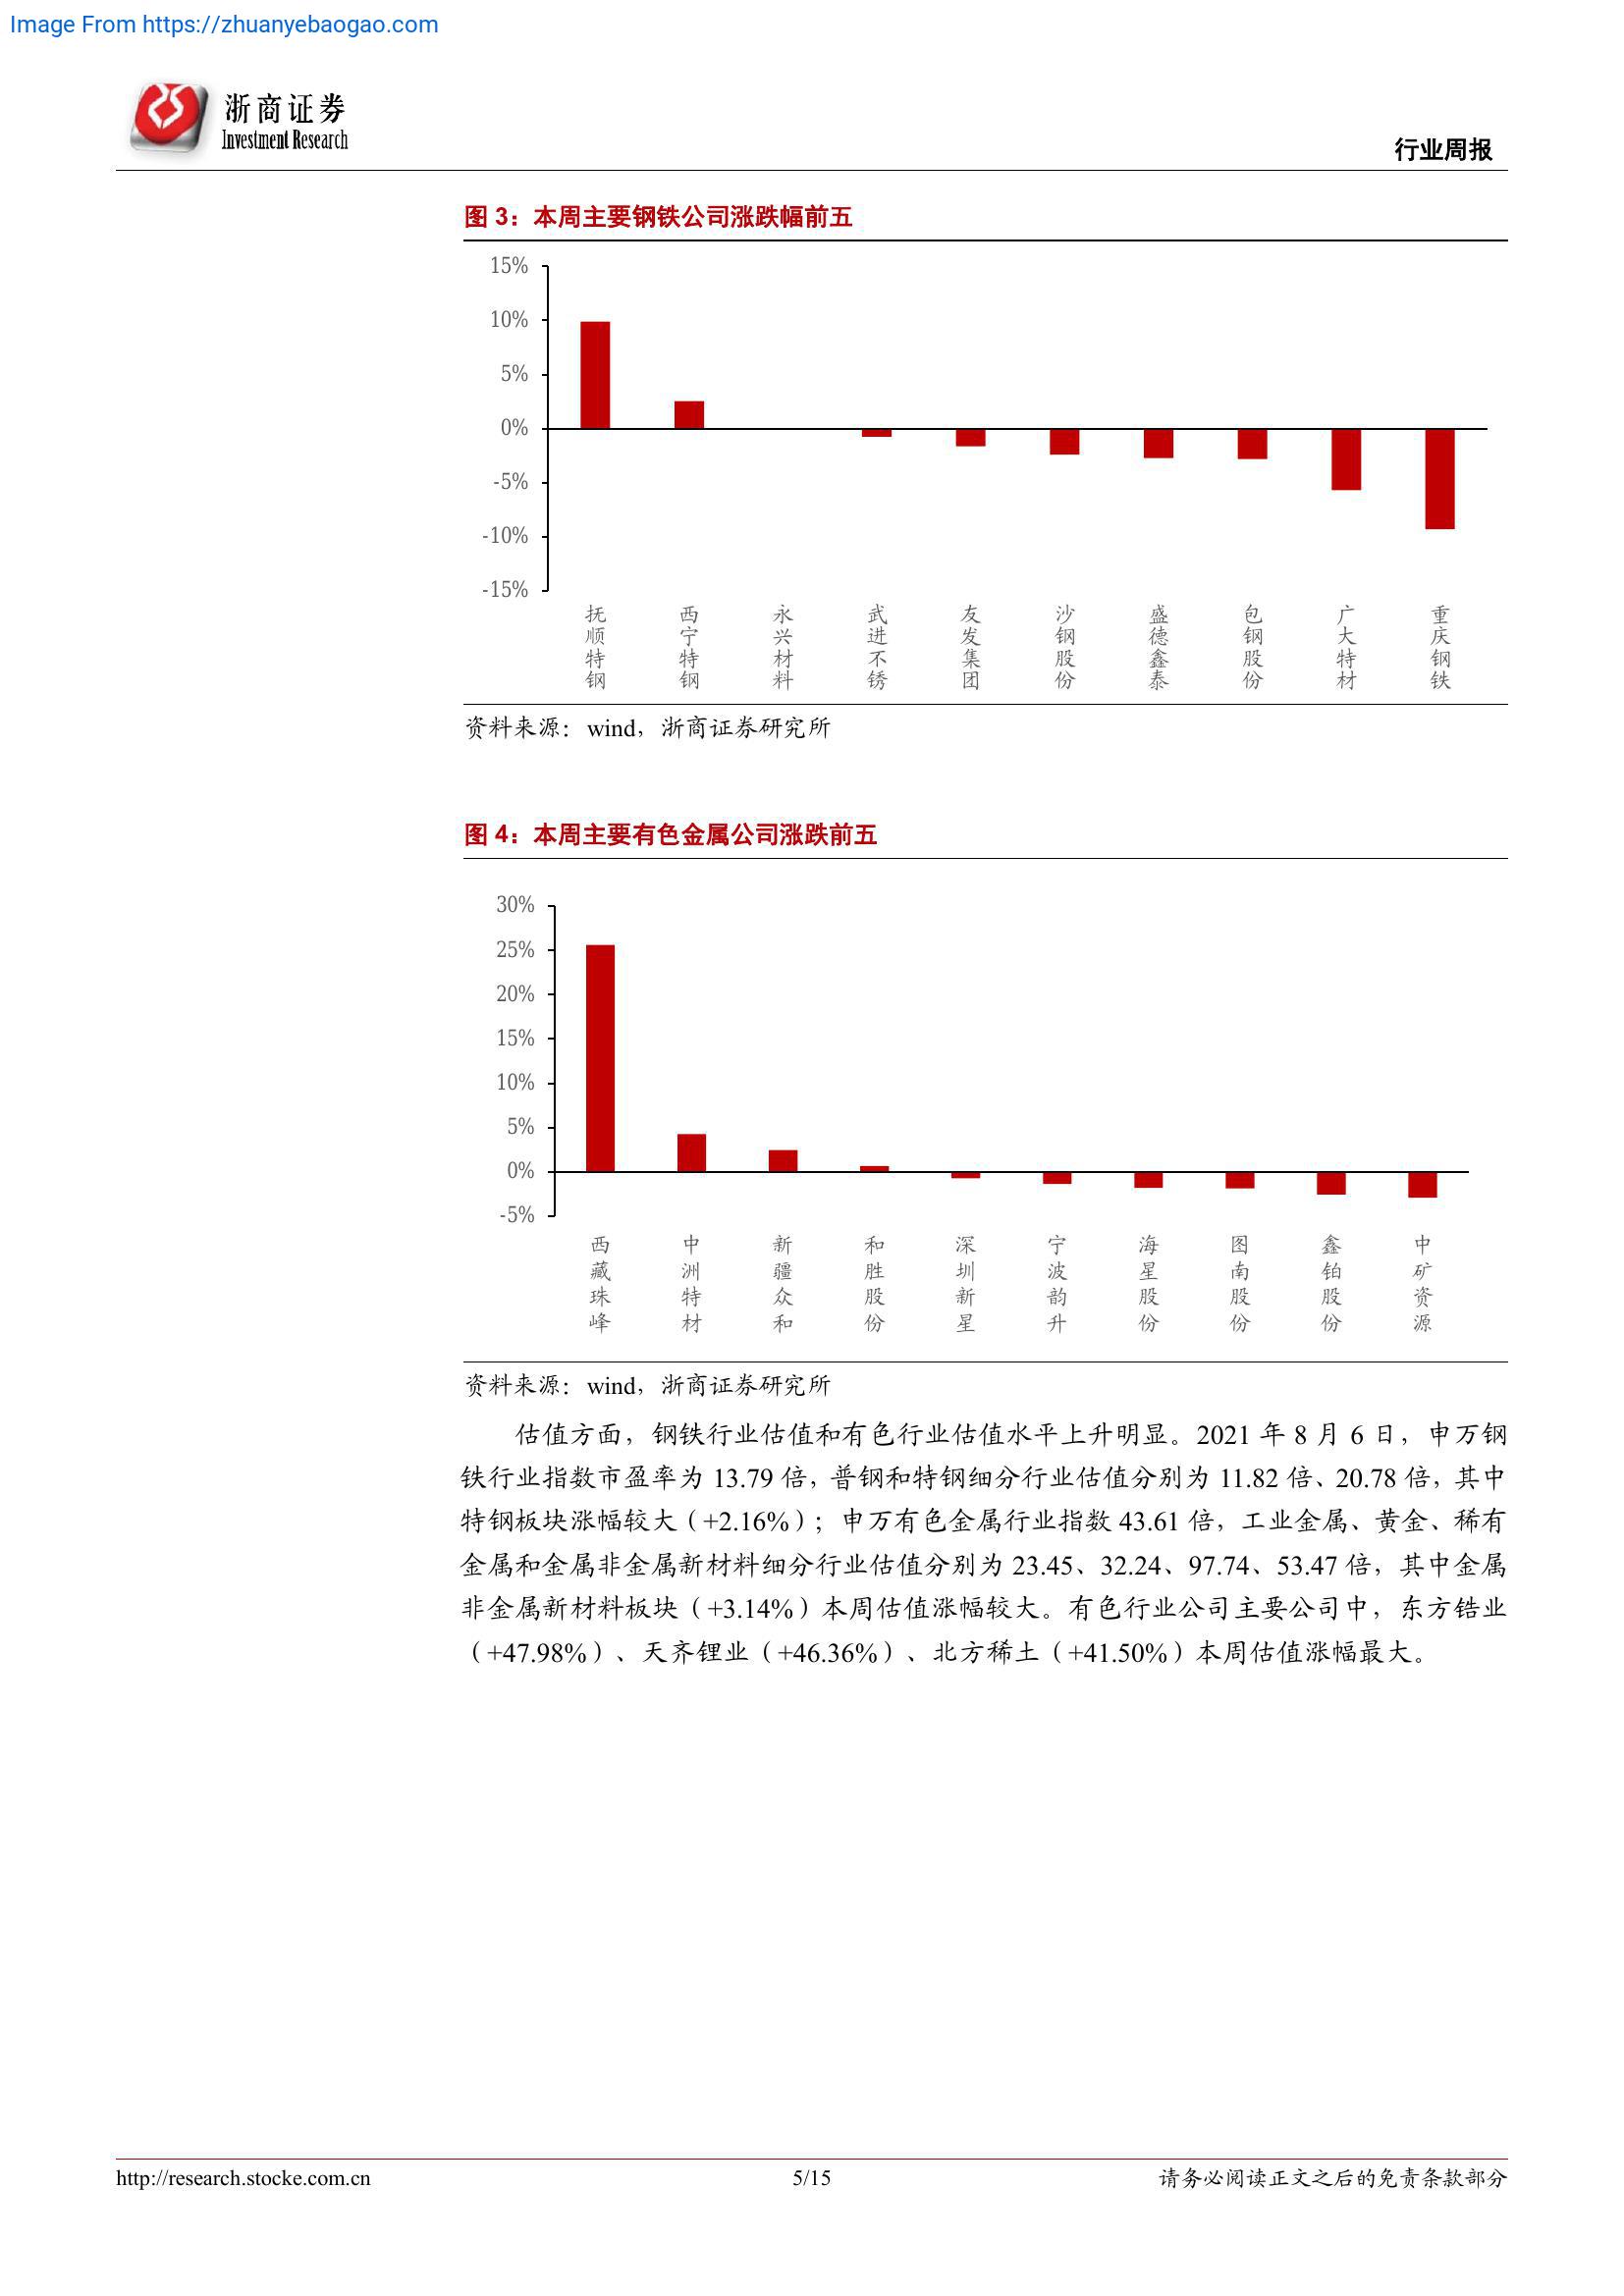 Image From https://zhuanyebaogao.com
浙商证券
Investment Research
行业周报
图 3：本周主要钢铁公司涨跌幅前五
15%
10%
5%
0%
-5%
-10%
-15%
抚顺特钢
西宁特钢
永兴材料
武进不锈
友发集团
沙钢股份
盛德鑫泰
包钢股份
广大特材
重庆钢铁
资料来源：wind，浙商证券研究所
图 4：本周主要有色金属公司涨跌前五
30%
25%
20%
15%
10%
5%
0%
-5%
西藏珠峰
中洲特材
新疆众和
和胜股份
深圳新星
宁波韵升
海星股份
图南股份
鑫铂股份
中矿资源
资料来源：wind，浙商证券研究所
估值方面，钢铁行业估值和有色行业估值水平上升明显。2021 年 8 月 6 日，申万钢
铁行业指数市盈率为 13.79 倍，普钢和特钢细分行业估值分别为 11.82 倍、20.78 倍，其中
特钢板块涨幅较大（+2.16%）；申万有色金属行业指数 43.61 倍，工业金属、黄金、稀有
金属和金属非金属新材料细分行业估值分别为 23.45、32.24、97.74、53.47 倍，其中金属
非金属新材料板块（+3.14%）本周估值涨幅较大。有色行业公司主要公司中，东方锆业
（+47.98%）、天齐锂业（+46.36%）、北方稀土（+41.50%）本周估值涨幅最大。
http://research.stocke.com.cn
5/15
请务必阅读正文之后的免责条款部分